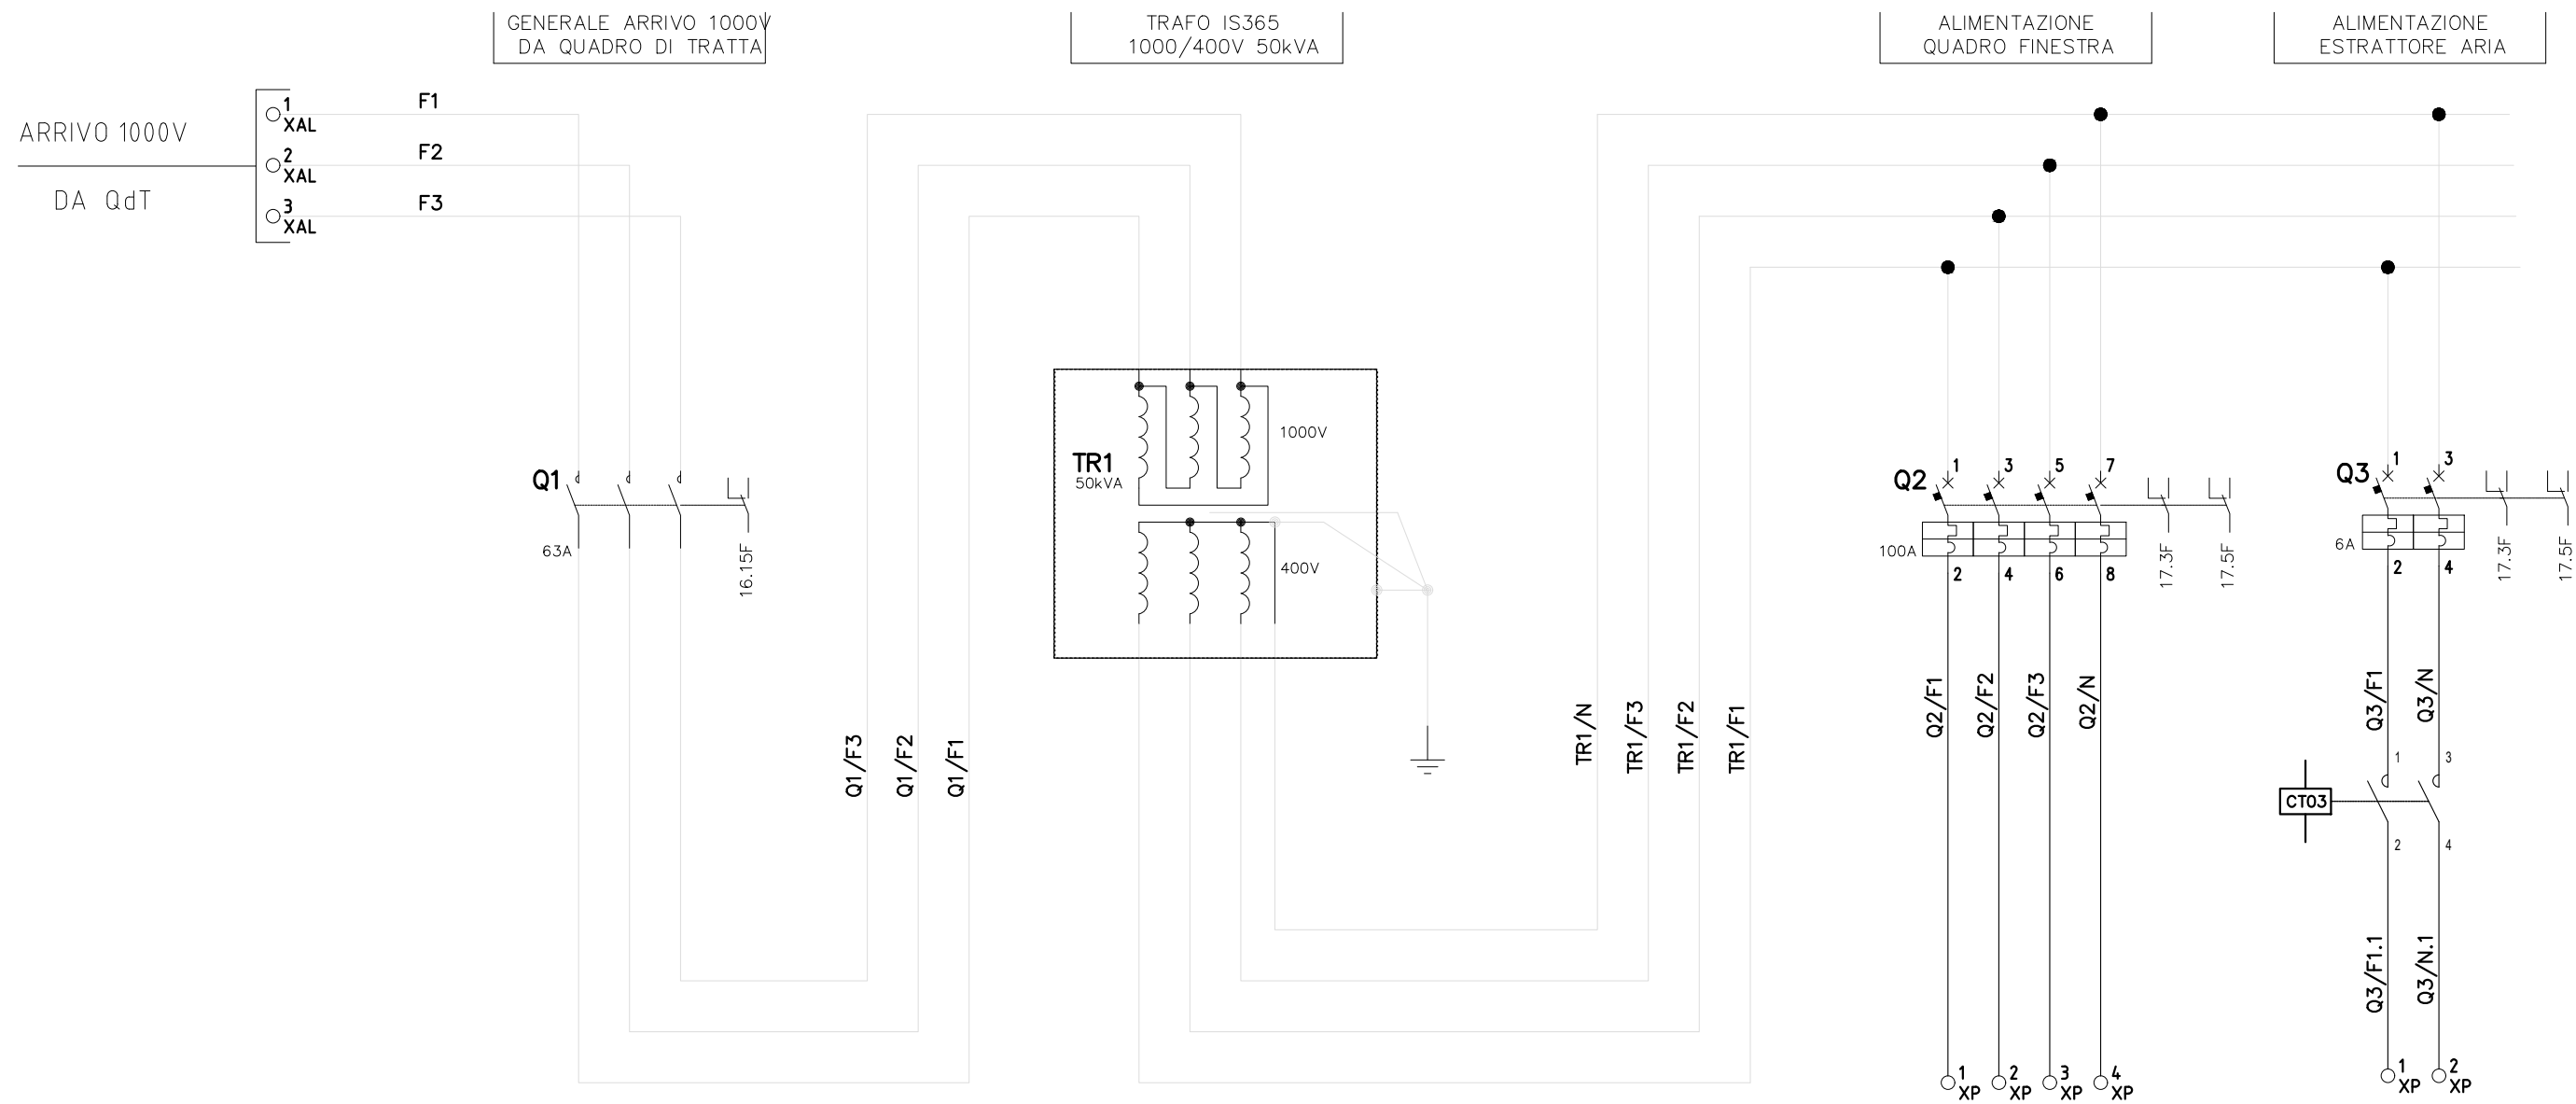 GENERALE ARRIVO 1000V
DA QUADRO DI TRATTA
TRAFO IS365
1000/400V 50kVA
ALIMENTAZIONE
QUADRO FINESTRA
ALIMENTAZIONE
ESTRATTORE ARIA
ARRIVO 1000V
DA QdT
1
XAL
F1
2
XAL
F2
3
XAL
F3
Q1
63A
16.15F
Q1/F3
Q1/F2
Q1/F1
TR1
50kVA
1000V
400V
TR1/N
TR1/F3
TR1/F2
TR1/F1
Q2
1
3
5
7
100A
2
4
6
8
17.3F
17.5F
Q2/F1
Q2/F2
Q2/F3
Q2/N
1
XP
2
XP
3
XP
4
XP
Q3
1
3
6A
2
4
17.3F
17.5F
Q3/F1
Q3/N
1
3
CT03
2
4
Q3/F1.1
Q3/N.1
1
XP
2
XP